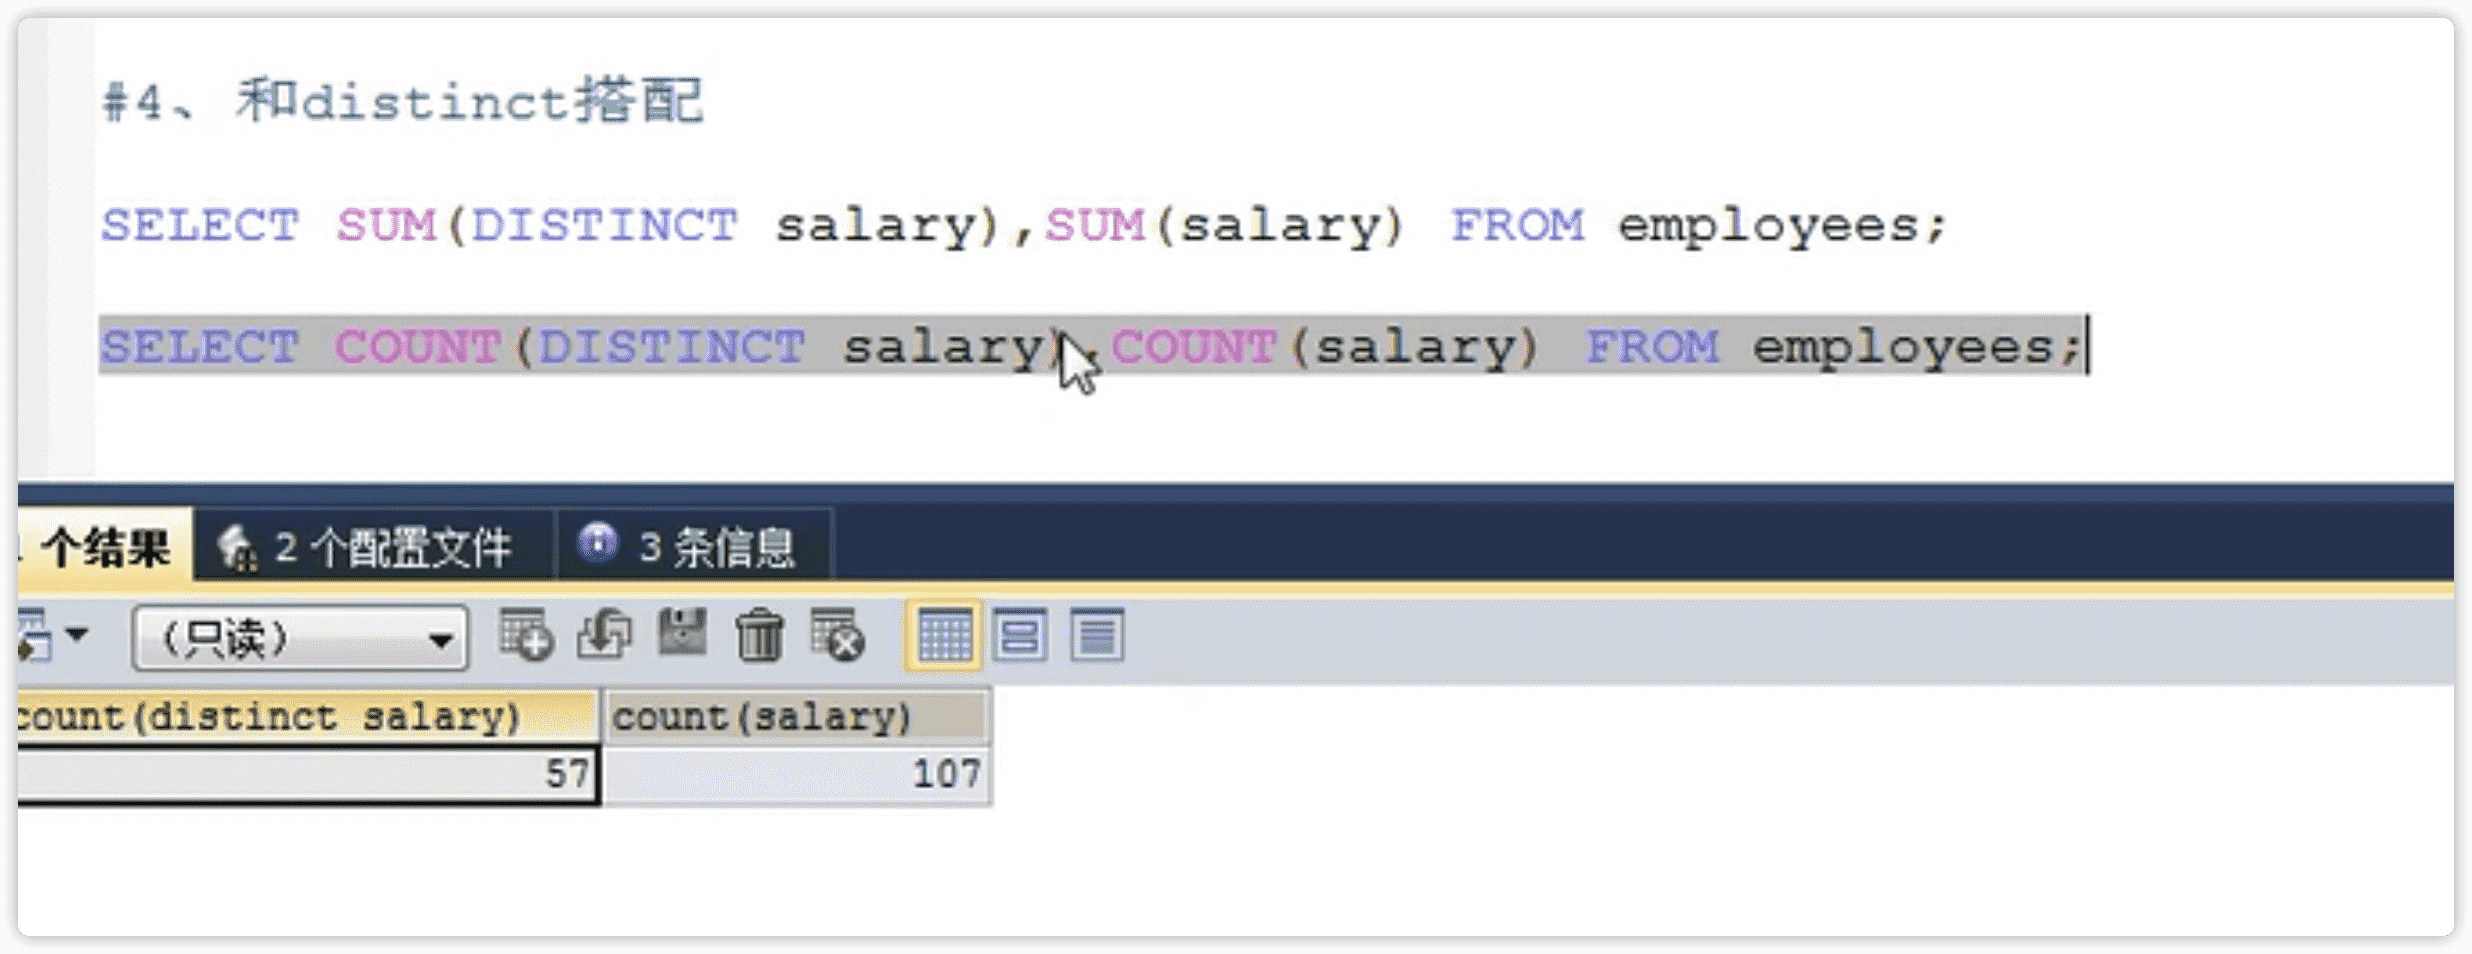 #4、和distinct搭配
SELECT SUM(DISTINCT salary),SUM(salary) FROM employees;
SELECT COUNT(DISTINCT salary),COUNT(salary) FROM employees;
个结果 2 个配置文件 3 条信息
(只读)
count(distinct salary) count(salary)
57 107